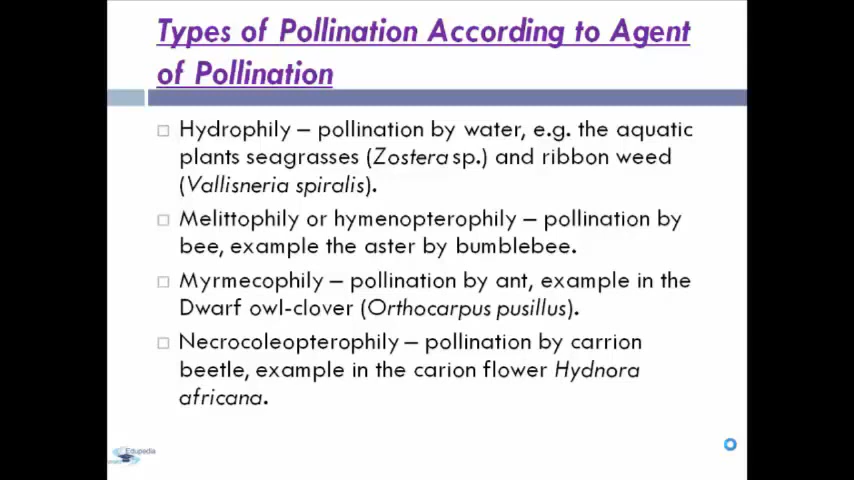 Types of Pollination According to Agent
of Pollination
Hydrophily – pollination by water, e.g. the aquatic
plants seagrasses (Zostera sp.) and ribbon weed
(Vallisneria spiralis).
Melittophily or hymenopterophily – pollination by
bee, example the aster by bumblebee.
Myrmecophily – pollination by ant, example in the
Dwarf owl-clover (Orthocarpus pusillus).
Necrocoleopterophily – pollination by carrion
beetle, example in the carion flower Hydnora
africana.
Edupedia